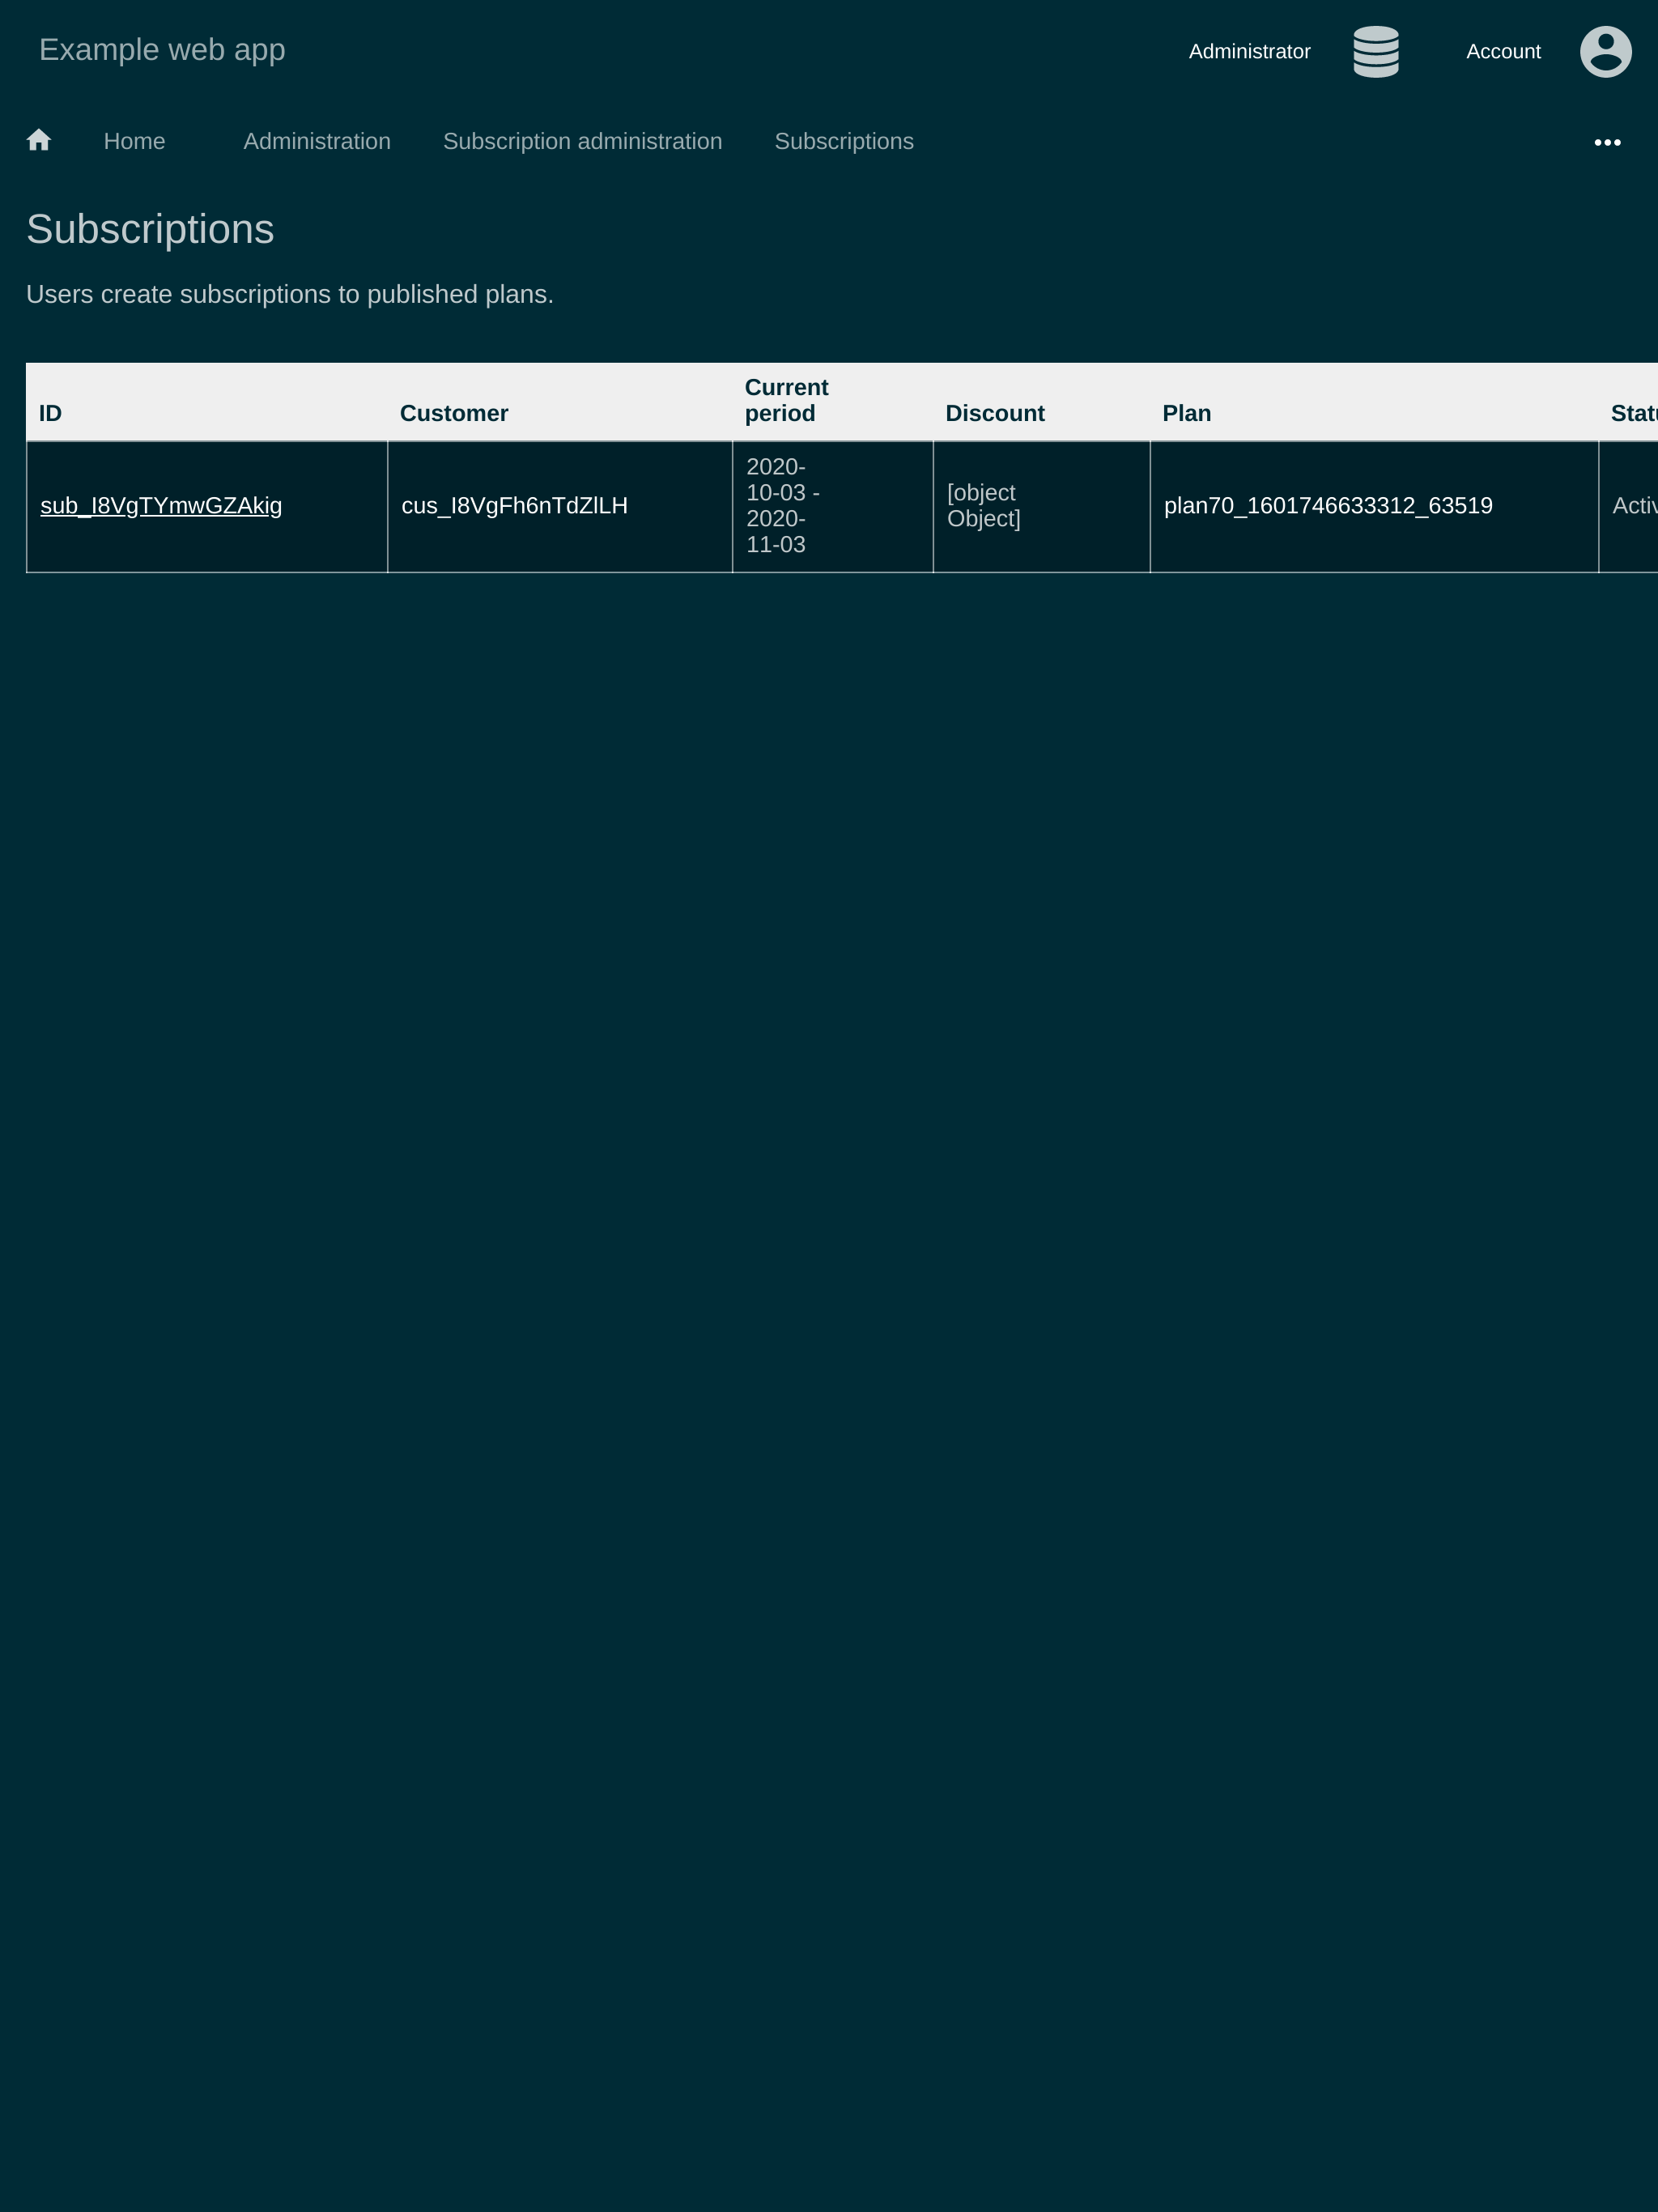 Example web app
Administrator
Account
Home
Administration
Subscription administration
Subscriptions
Subscriptions
Users create subscriptions to published plans.
ID
Customer
Current
period
Discount
Plan
Statu
sub_I8VgTYmwGZAkig
cus_I8VgFh6nTdZlLH
2020-
10-03 -
2020-
11-03
[object
Object]
plan70_1601746633312_63519
Activ